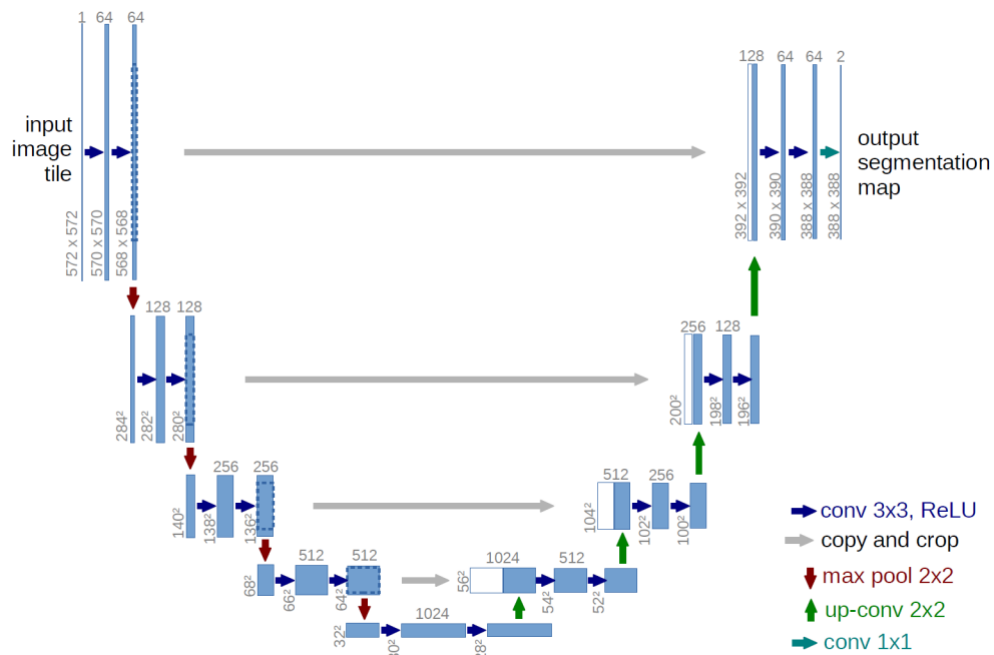 1 64 64
128 64 64 2
input
image
tile
output
segmentation
map
572 x 572
570 x 570
568 x 568
392 x 392
390 x 390
388 x 388
388 x 388
128 128
256 128
284²
282²
280²
200²
198²
196²
256 256
512 256
140²
138²
136²
104²
102²
100²
512 512
1024 512
68²
66²
64²
56²
54²
52²
1024
32²
30²
28²
conv 3x3, ReLU
copy and crop
max pool 2x2
up-conv 2x2
conv 1x1